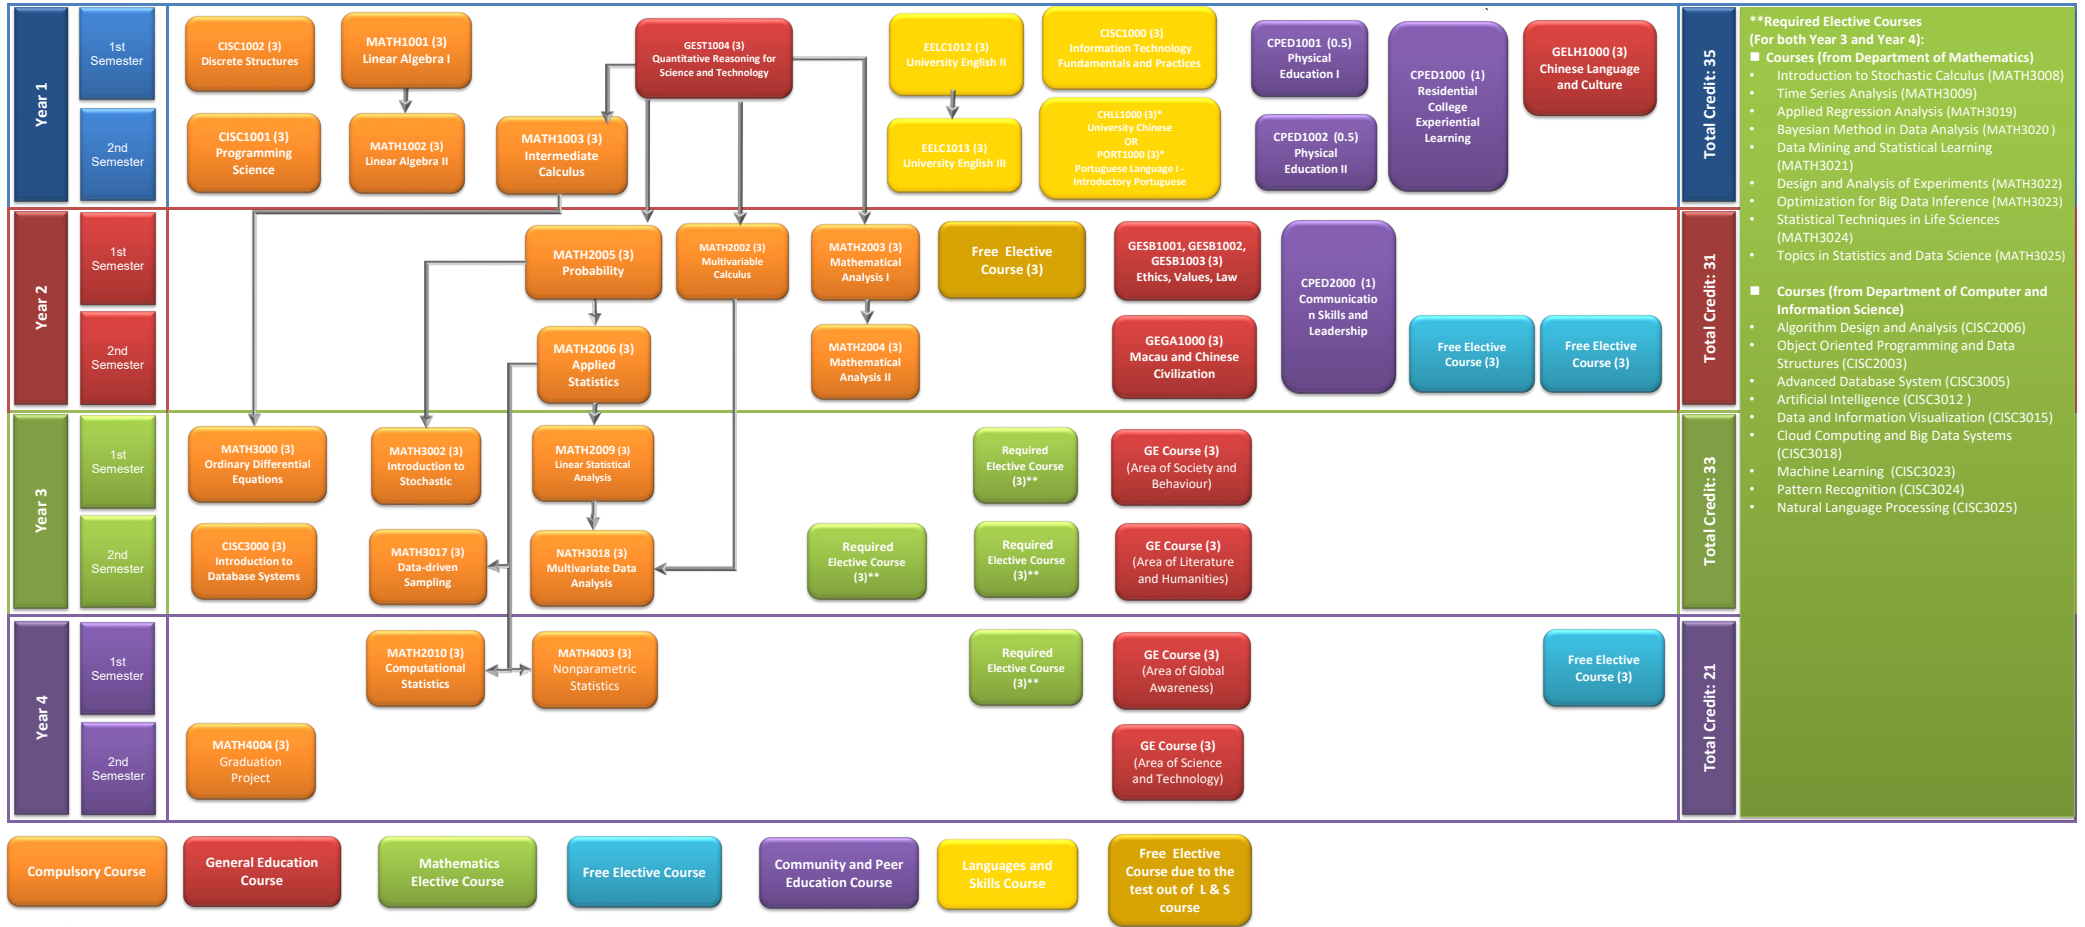 Year 1
1st
Semester
2nd
Semester
CISC1002 (3)
Discrete Structures
MATH1001 (3)
Linear Algebra I
GEST1004 (3)
Quantitative Reasoning for
Science and Technology
EELC1012 (3)
University English II
CISC1000 (3)
Information Technology
Fundamentals and Practices
CPED1001 (0.5)
Physical
Education I
CPED1000 (1)
Residential
College
Experiential
Learning
`
GELH1000 (3)
Chinese Language
and Culture
CISC1001 (3)
Programming
Science
MATH1002 (3)
Linear Algebra II
MATH1003 (3)
Intermediate
Calculus
EELC1013 (3)
University English III
CHLL1000 (3)*
University Chinese
OR
PORT1000 (3)*
Portuguese Language I -
Introductory Portuguese
CPED1002 (0.5)
Physical
Education II
Total Credit: 35
Year 2
1st
Semester
2nd
Semester
MATH2005 (3)
Probability
MATH2002 (3)
Multivariable
Calculus
MATH2003 (3)
Mathematical
Analysis I
Free Elective
Course (3)
GESB1001, GESB1002,
GESB1003 (3)
Ethics, Values, Law
CPED2000 (1)
Communicatio
n Skills and
Leadership
MATH2006 (3)
Applied
Statistics
MATH2004 (3)
Mathematical
Analysis II
GEGA1000 (3)
Macau and Chinese
Civilization
Free Elective
Course (3)
Free Elective
Course (3)
Total Credit: 31
Year 3
1st
Semester
2nd
Semester
MATH3000 (3)
Ordinary Differential
Equations
MATH3002 (3)
Introduction to
Stochastic
MATH2009 (3)
Linear Statistical
Analysis
Required
Elective Course
(3)**
GE Course (3)
(Area of Society and
Behaviour)
CISC3000 (3)
Introduction to
Database Systems
MATH3017 (3)
Data-driven
Sampling
NATH3018 (3)
Multivariate Data
Analysis
Required
Elective Course
(3)**
Required
Elective Course
(3)**
GE Course (3)
(Area of Literature
and Humanities)
Total Credit: 33
Year 4
1st
Semester
2nd
Semester
MATH2010 (3)
Computational
Statistics
MATH4003 (3)
Nonparametric
Statistics
Required
Elective Course
(3)**
GE Course (3)
(Area of Global
Awareness)
Free Elective
Course (3)
MATH4004 (3)
Graduation
Project
GE Course (3)
(Area of Science
and Technology)
Total Credit: 21
**Required Elective Courses
(For both Year 3 and Year 4):
■ Courses (from Department of Mathematics)
• Introduction to Stochastic Calculus (MATH3008)
• Time Series Analysis (MATH3009)
• Applied Regression Analysis (MATH3019)
• Bayesian Method in Data Analysis (MATH3020 )
• Data Mining and Statistical Learning
(MATH3021)
• Design and Analysis of Experiments (MATH3022)
• Optimization for Big Data Inference (MATH3023)
• Statistical Techniques in Life Sciences
(MATH3024)
• Topics in Statistics and Data Science (MATH3025)
■ Courses (from Department of Computer and
Information Science)
• Algorithm Design and Analysis (CISC2006)
• Object Oriented Programming and Data
Structures (CISC2003)
• Advanced Database System (CISC3005)
• Artificial Intelligence (CISC3012 )
• Data and Information Visualization (CISC3015)
• Cloud Computing and Big Data Systems
(CISC3018)
• Machine Learning (CISC3023)
• Pattern Recognition (CISC3024)
• Natural Language Processing (CISC3025)
Compulsory Course
General Education
Course
Mathematics
Elective Course
Free Elective Course
Community and Peer
Education Course
Languages and
Skills Course
Free Elective
Course due to the
test out of L & S
course